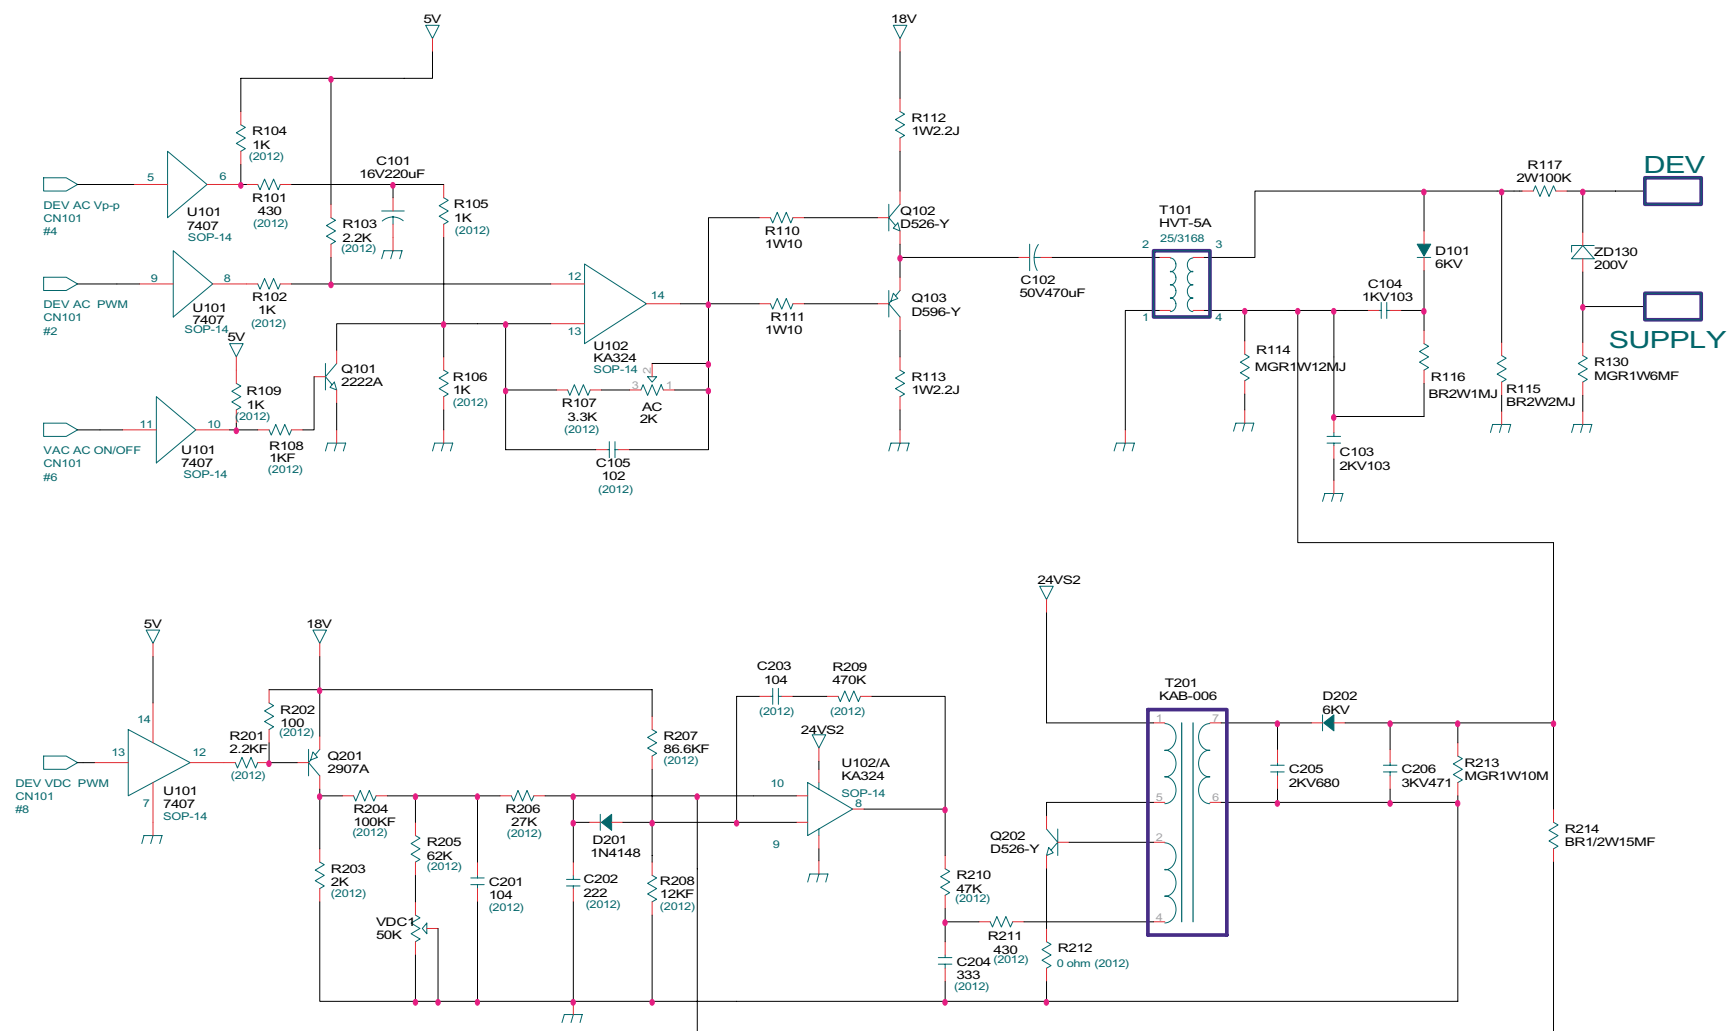 5V
18V
R104
1K
(2012)
R112
1W2.2J
C101
16V220uF
DEV
R117
2W100K
5
6
U101
7407
SOP-14
R101
430
(2012)
DEV AC Vp-p
CN101
#4
R103
2.2K
(2012)
R105
1K
(2012)
R110
1W10
Q102
D526-Y
T101
HVT-5A
25/3168
2
3
1
4
D101
6KV
ZD130
200V
C102
50V470uF
C104
1KV103
9
8
U101
7407
SOP-14
R102
1K
(2012)
DEV AC PWM
CN101
#2
12
13
14
U102
KA324
SOP-14
R111
1W10
Q103
D596-Y
SUPPLY
5V
R109
1K
(2012)
Q101
2222A
R106
1K
(2012)
R107
3.3K
(2012)
3
2
1
AC
2K
R113
1W2.2J
R114
MGR1W12MJ
R116
BR2W1MJ
R115
BR2W2MJ
R130
MGR1W6MF
11
10
U101
7407
SOP-14
R108
1KF
(2012)
VAC AC ON/OFF
CN101
#6
C105
102
(2012)
C103
2KV103
24VS2
5V
18V
C203
104
(2012)
R209
470K
(2012)
T201
KAB-006
D202
6KV
14
R202
100
(2012)
R201
2.2KF
(2012)
13
12
7
U101
7407
SOP-14
DEV VDC PWM
CN101
#8
Q201
2907A
R207
86.6KF
(2012)
24VS2
U102/A
KA324
SOP-14
10
8
9
1
7
5
6
2
4
C205
2KV680
C206
3KV471
R213
MGR1W10M
R204
100KF
(2012)
R206
27K
(2012)
D201
1N4148
Q202
D526-Y
R214
BR1/2W15MF
R205
62K
(2012)
R203
2K
(2012)
C201
104
(2012)
C202
222
(2012)
R208
12KF
(2012)
R210
47K
(2012)
VDC1
50K
R211
430
(2012)
R212
0 ohm (2012)
C204
333
(2012)